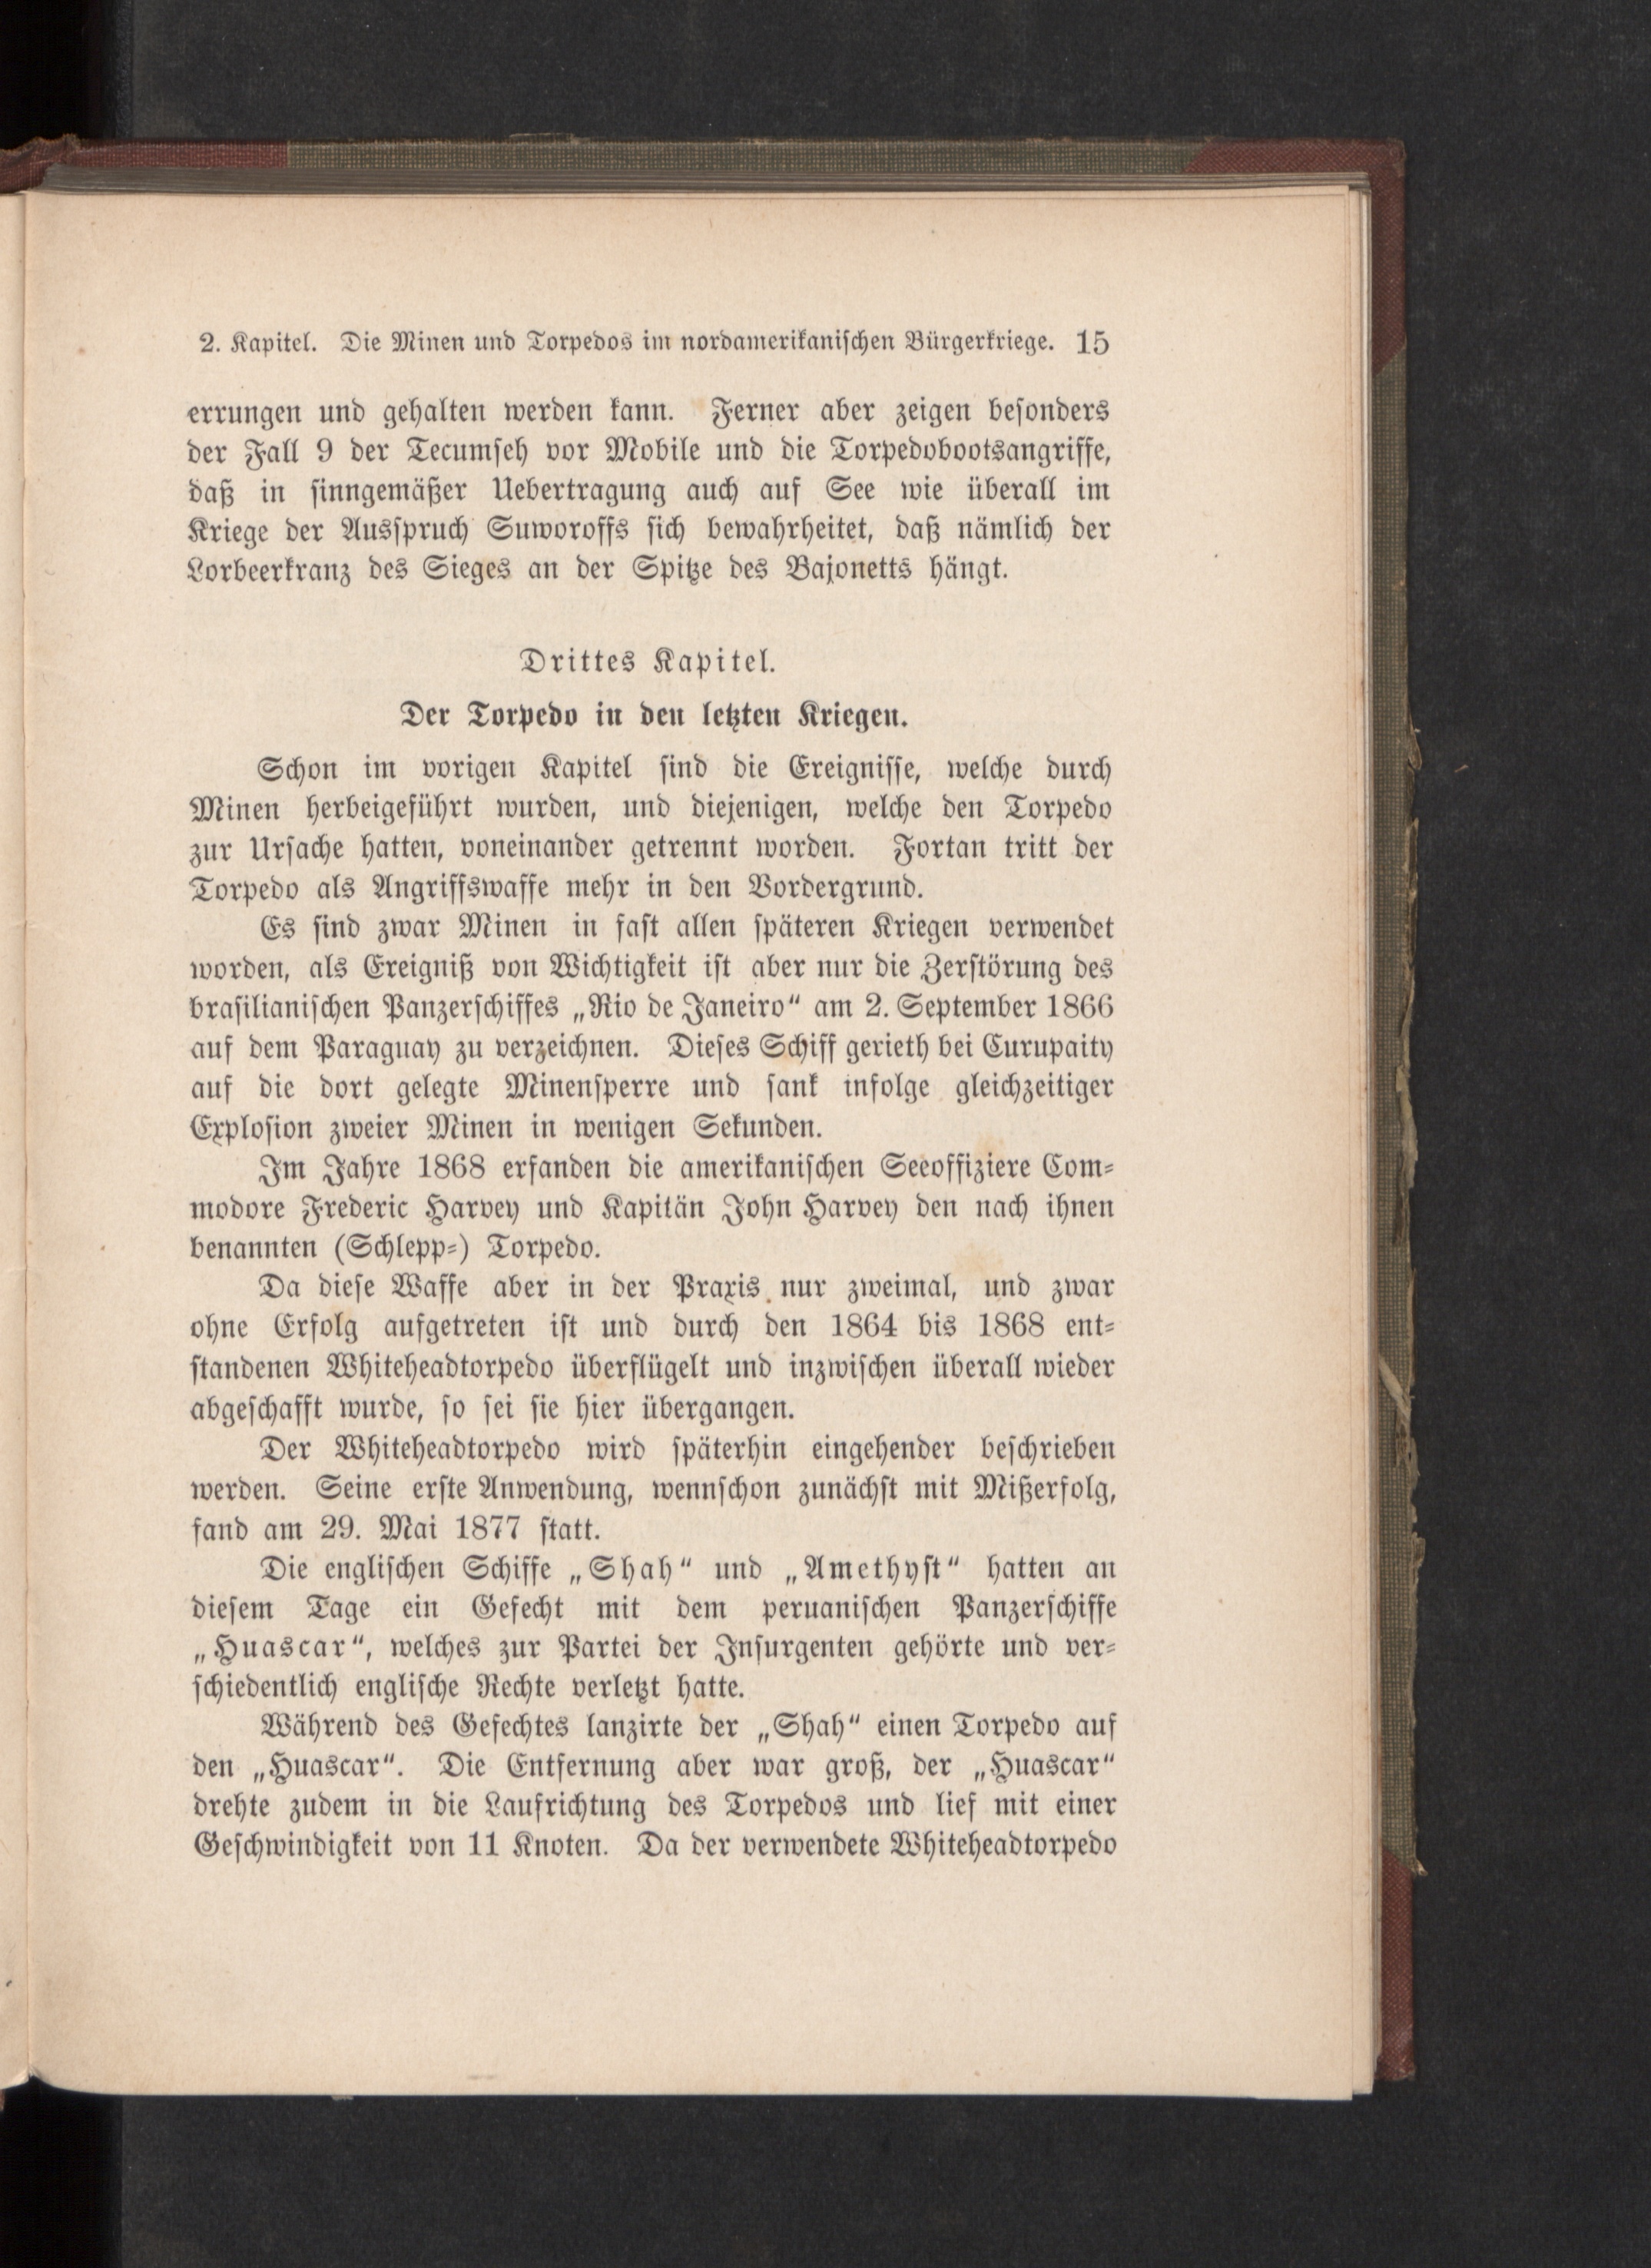 2. Kapitel. Die Minen und Torpedos im nordamerikanischen Bürgerkriege. 15
errungen und gehalten werden kann. Ferner aber zeigen besonders
der Fall 9 der Tecumseh vor Mobile und die Torpedobootsangriffe,
daß in sinngemäßer Uebertragung auch auf See wie überall im
Kriege der Ausspruch Suworoffs sich bewahrheitet, daß nämlich der
Lorbeerkranz des Sieges an der Spitze des Bajonetts hängt.
Drittes Kapitel.
Der Torpedo in den letzten Kriegen.
Schon im vorigen Kapitel sind die Ereignisse, welche durch
Minen herbeigeführt wurden, und diejenigen, welche den Torpedo
zur Ursache hatten, voneinander getrennt worden. Fortan tritt der
Torpedo als Angriffswaffe mehr in den Vordergrund.
Es sind zwar Minen in fast allen späteren Kriegen verwendet
worden, als Ereigniß von Wichtigkeit ist aber nur die Zerstörung des
brasilianischen Panzerschiffes „Rio de Janeiro“ am 2. September 1866
auf dem Paraguay zu verzeichnen. Dieses Schiff gerieth bei Curupaity
auf die dort gelegte Minensperre und sank infolge gleichzeitiger
Explosion zweier Minen in wenigen Sekunden.
Im Jahre 1868 erfanden die amerikanischen Seeoffiziere Com-
modore Frederic Harvey und Kapitän John Harvey den nach ihnen
benannten (Schlepp-) Torpedo.
Da diese Waffe aber in der Praxis nur zweimal, und zwar
ohne Erfolg aufgetreten ist und durch den 1864 bis 1868 ent-
standenen Whiteheadtorpedo überflügelt und inzwischen überall wieder
abgeschafft wurde, so sei sie hier übergangen.
Der Whiteheadtorpedo wird späterhin eingehender beschrieben
werden. Seine erste Anwendung, wennschon zunächst mit Mißerfolg,
fand am 29. Mai 1877 statt.
Die englischen Schiffe „Shah“ und „Amethyst“ hatten an
diesem Tage ein Gefecht mit dem peruanischen Panzerschiffe
„Huascar“, welches zur Partei der Insurgenten gehörte und ver-
schiedentlich englische Rechte verletzt hatte.
Während des Gefechtes lanzirte der „Shah“ einen Torpedo auf
den „Huascar“. Die Entfernung aber war groß, der „Huascar“
drehte zudem in die Laufrichtung des Torpedos und lief mit einer
Geschwindigkeit von 11 Knoten. Da der verwendete Whiteheadtorpedo